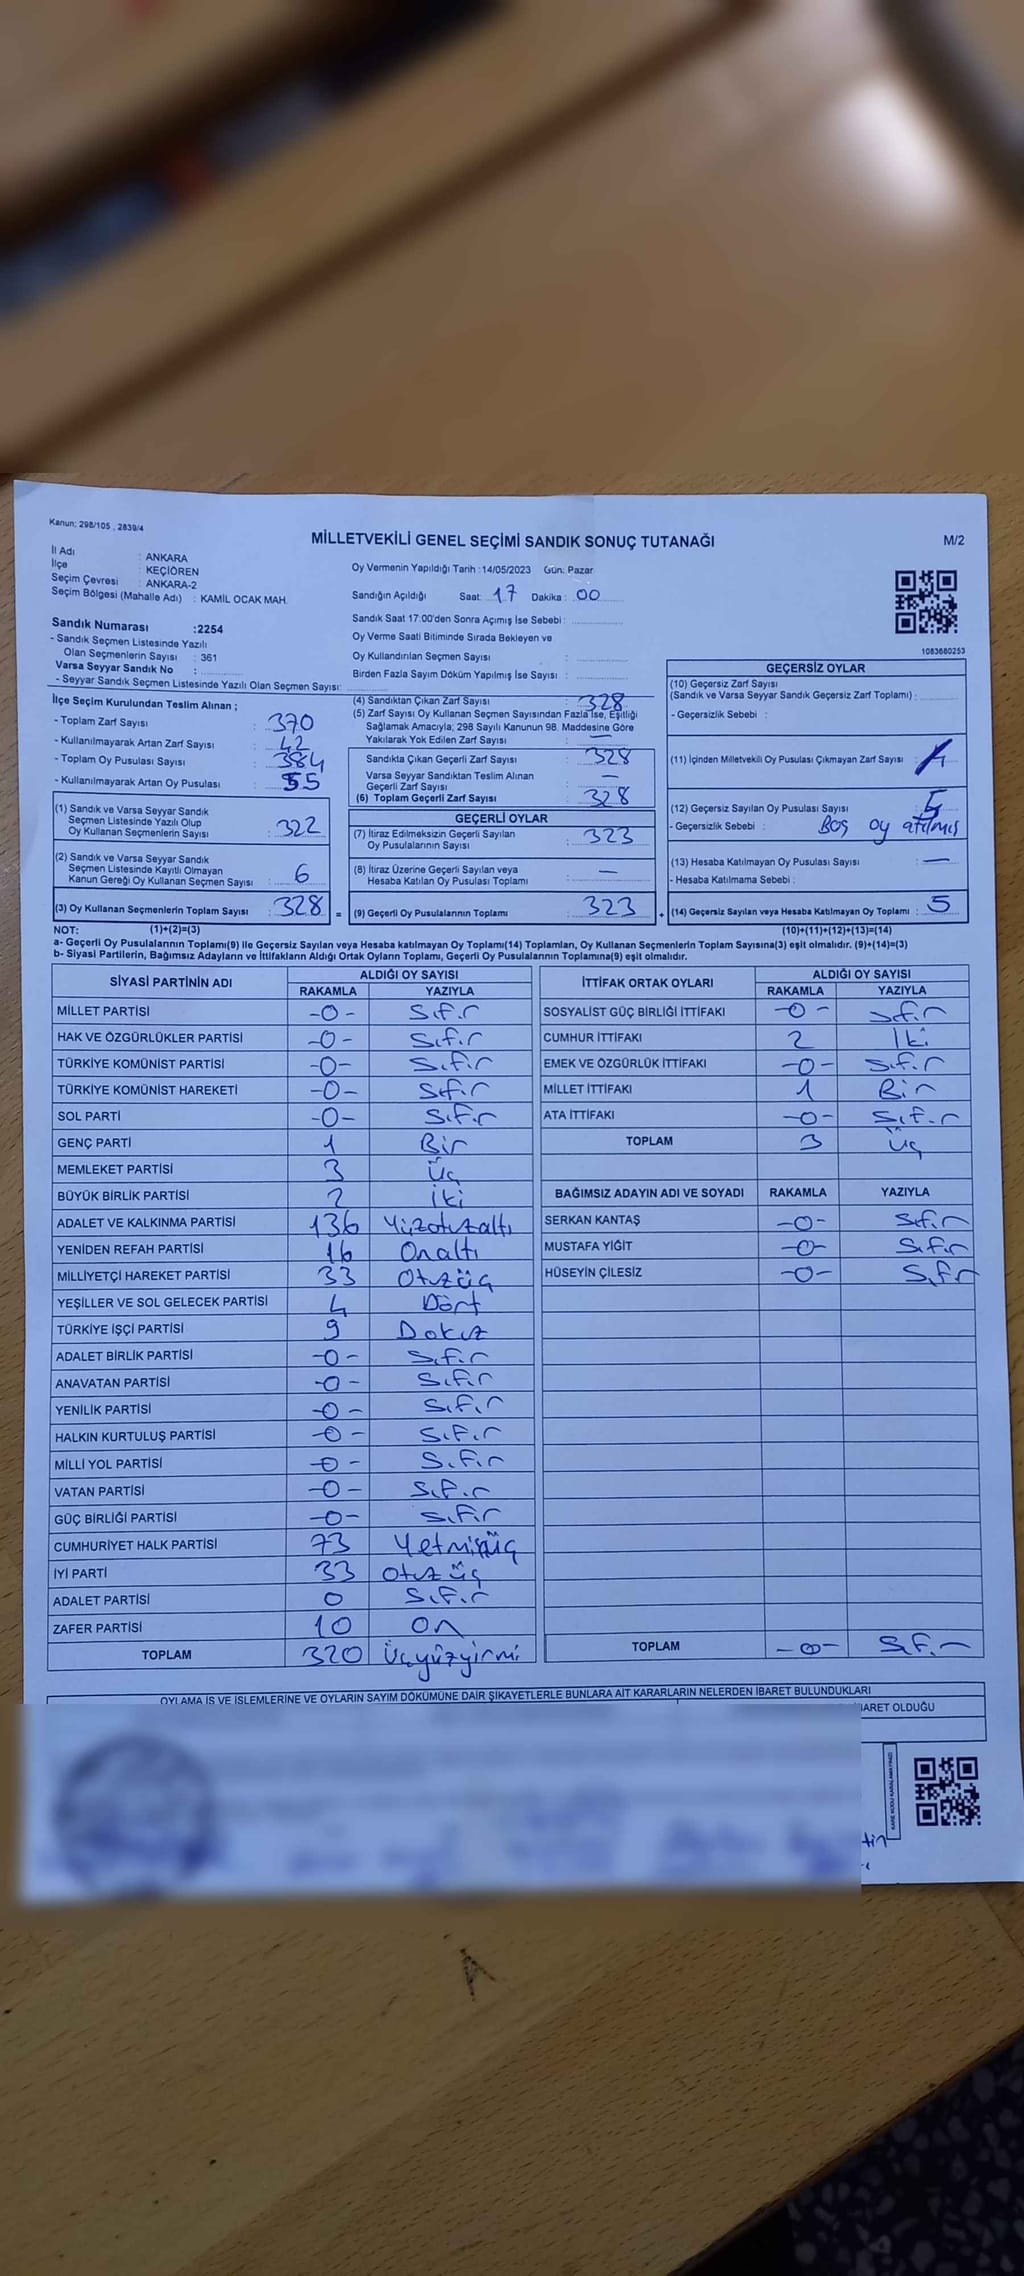 Kanun: 298/105 , 2839/4
MİLLETVEKİLİ GENEL SEÇİMİ SANDIK SONUÇ TUTANAĞI
M/2
İl Adı : ANKARA
İlçe : KEÇİÖREN
Seçim Çevresi : ANKARA-2
Seçim Bölgesi (Mahalle Adı) : KAMİL OCAK MAH.
Oy Vermenin Yapıldığı Tarih :14/05/2023 Gün: Pazar
Sandığın Açıldığı Saat: 17 Dakika : 00
Sandık Saat 17:00'den Sonra Açımış İse Sebebi :
Oy Verme Saati Bitiminde Sırada Bekleyen ve
Oy Kullandırılan Seçmen Sayısı :
Birden Fazla Sayım Döküm Yapılmış İse Sayısı :
Sandık Numarası :2254
- Sandık Seçmen Listesinde Yazılı
Olan Seçmenlerin Sayısı : 361
Varsa Seyyar Sandık No :
- Seyyar Sandık Seçmen Listesinde Yazılı Olan Seçmen Sayısı:
1083680253
İlçe Seçim Kurulundan Teslim Alınan ;
- Toplam Zarf Sayısı : 370
- Kullanılmayarak Artan Zarf Sayısı : 42
- Toplam Oy Pusulası Sayısı : 384
- Kullanılmayarak Artan Oy Pusulası : 55
(1) Sandık ve Varsa Seyyar Sandık
Seçmen Listesinde Yazılı Olup
Oy Kullanan Seçmenlerin Sayısı : 322
(2) Sandık ve Varsa Seyyar Sandık
Seçmen Listesinde Kayıtlı Olmayan
Kanun Gereği Oy Kullanan Seçmen Sayısı : 6
(3) Oy Kullanan Seçmenlerin Toplam Sayısı : 328 =
(4) Sandıktan Çıkan Zarf Sayısı : 328
(5) Zarf Sayısı Oy Kullanan Seçmen Sayısından Fazla İse, Eşitliği
Sağlamak Amacıyla; 298 Sayılı Kanunun 98. Maddesine Göre
Yakılarak Yok Edilen Zarf Sayısı : —
Sandıkta Çıkan Geçerli Zarf Sayısı : 328
Varsa Seyyar Sandıktan Teslim Alınan
Geçerli Zarf Sayısı : —
(6) Toplam Geçerli Zarf Sayısı : 328
GEÇERLİ OYLAR
(7) İtiraz Edilmeksizin Geçerli Sayılan
Oy Pusulalarının Sayısı : 323
(8) İtiraz Üzerine Geçerli Sayılan veya
Hesaba Katılan Oy Pusulası Toplamı : —
(9) Geçerli Oy Pusulalarının Toplamı : 323 +
GEÇERSİZ OYLAR
(10) Geçersiz Zarf Sayısı
(Sandık ve Varsa Seyyar Sandık Geçersiz Zarf Toplamı) :
- Geçersizlik Sebebi :
(11) İçinden Milletvekili Oy Pusulası Çıkmayan Zarf Sayısı :
(12) Geçersiz Sayılan Oy Pusulası Sayısı : 5
- Geçersizlik Sebebi : Boş oy atılmış
(13) Hesaba Katılmayan Oy Pusulası Sayısı : —
- Hesaba Katılmama Sebebi :
(14) Geçersiz Sayılan veya Hesaba Katılmayan Oy Toplamı : 5
NOT: (1)+(2)=(3) (10)+(11)+(12)+(13)=(14)
a- Geçerli Oy Pusulalarının Toplamı(9) ile Geçersiz Sayılan veya Hesaba katılmayan Oy Toplamı(14) Toplamları, Oy Kullanan Seçmenlerin Toplam Sayısına(3) eşit olmalıdır. (9)+(14)=(3)
b- Siyasi Partilerin, Bağımsız Adayların ve İttifakların Aldığı Ortak Oyların Toplamı, Geçerli Oy Pusulalarının Toplamına(9) eşit olmalıdır.
SİYASİ PARTİNİN ADI ALDIĞI OY SAYISI
RAKAMLA YAZIYLA
MİLLET PARTİSİ -0- Sıfır
HAK VE ÖZGÜRLÜKLER PARTİSİ -0- Sıfır
TÜRKİYE KOMÜNİST PARTİSİ -0- Sıfır
TÜRKİYE KOMÜNİST HAREKETİ -0- Sıfır
SOL PARTİ -0- Sıfır
GENÇ PARTİ 1 Bir
MEMLEKET PARTİSİ 3 Üç
BÜYÜK BİRLİK PARTİSİ 2 İki
ADALET VE KALKINMA PARTİSİ 136 Yüzotuzaltı
YENİDEN REFAH PARTİSİ 16 Onaltı
MİLLİYETÇİ HAREKET PARTİSİ 33 Otuzüç
YEŞİLLER VE SOL GELECEK PARTİSİ 4 Dört
TÜRKİYE İŞÇİ PARTİSİ 9 Dokuz
ADALET BİRLİK PARTİSİ -0- Sıfır
ANAVATAN PARTİSİ -0- Sıfır
YENİLİK PARTİSİ -0- Sıfır
HALKIN KURTULUŞ PARTİSİ -0- Sıfır
MİLLİ YOL PARTİSİ -0- Sıfır
VATAN PARTİSİ -0- Sıfır
GÜÇ BİRLİĞİ PARTİSİ -0- Sıfır
CUMHURİYET HALK PARTİSİ 73 Yetmişüç
İYİ PARTİ 33 Otuzüç
ADALET PARTİSİ 0 Sıfır
ZAFER PARTİSİ 10 On
TOPLAM 320 Üçyüzyirmi
İTTİFAK ORTAK OYLARI ALDIĞI OY SAYISI
RAKAMLA YAZIYLA
SOSYALİST GÜÇ BİRLİĞİ İTTİFAKI -0- Sıfır
CUMHUR İTTİFAKI 2 İki
EMEK VE ÖZGÜRLÜK İTTİFAKI -0- Sıfır
MİLLET İTTİFAKI 1 Bir
ATA İTTİFAKI -0- Sıfır
TOPLAM 3 Üç
BAĞIMSIZ ADAYIN ADI VE SOYADI RAKAMLA YAZIYLA
SERKAN KANTAŞ -0- Sıfır
MUSTAFA YİĞİT -0- Sıfır
HÜSEYİN ÇİLESİZ -0- Sıfır
TOPLAM -0- Sıfır
OYLAMA İŞ VE İŞLEMLERİNE VE OYLARIN SAYIM DÖKÜMÜNE DAİR ŞİKAYETLERLE BUNLARA AİT KARARLARIN NELERDEN İBARET BULUNDUKLARI
İBARET OLDUĞU
KARE KODU KARALAMAYINIZ!
tin